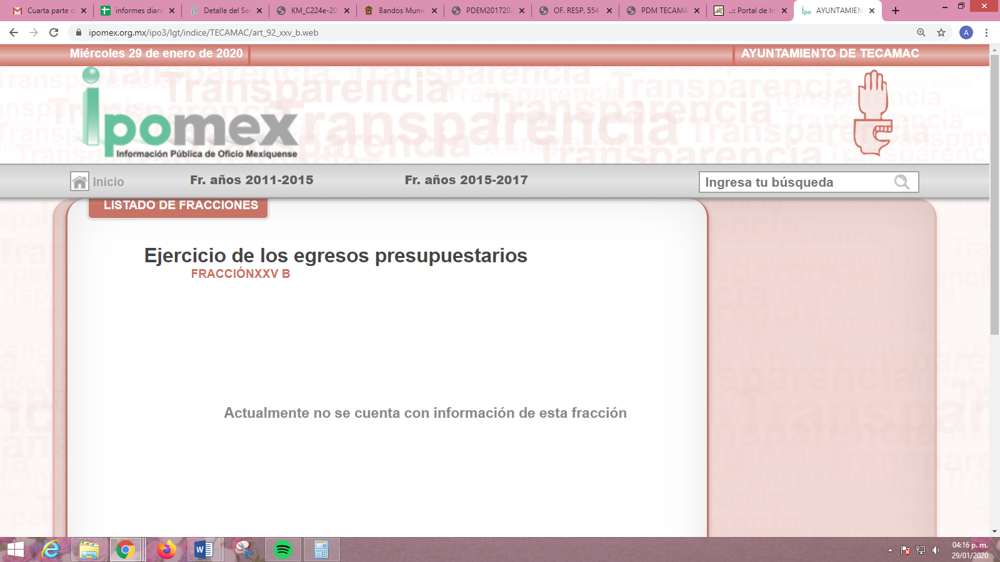 Cuarta parte d
informes diario
Detalle del Seg
KM_C224e-20
Bandos Munic
PDEM2017202
OF. RESP. 554
PDM TECAMA
..:: Portal de In
AYUNTAMIEN
ipomex.org.mx/ipo3/lgt/indice/TECAMAC/art_92_xxv_b.web
A
Miércoles 29 de enero de 2020
AYUNTAMIENTO DE TECAMAC
Transparencia
ipomex
Información Pública de Oficio Mexiquense
Inicio
Fr. años 2011-2015
Fr. años 2015-2017
Ingresa tu búsqueda
LISTADO DE FRACCIONES
Ejercicio de los egresos presupuestarios
FRACCIÓNXXV B
Actualmente no se cuenta con información de esta fracción
04:16 p. m.
29/01/2020